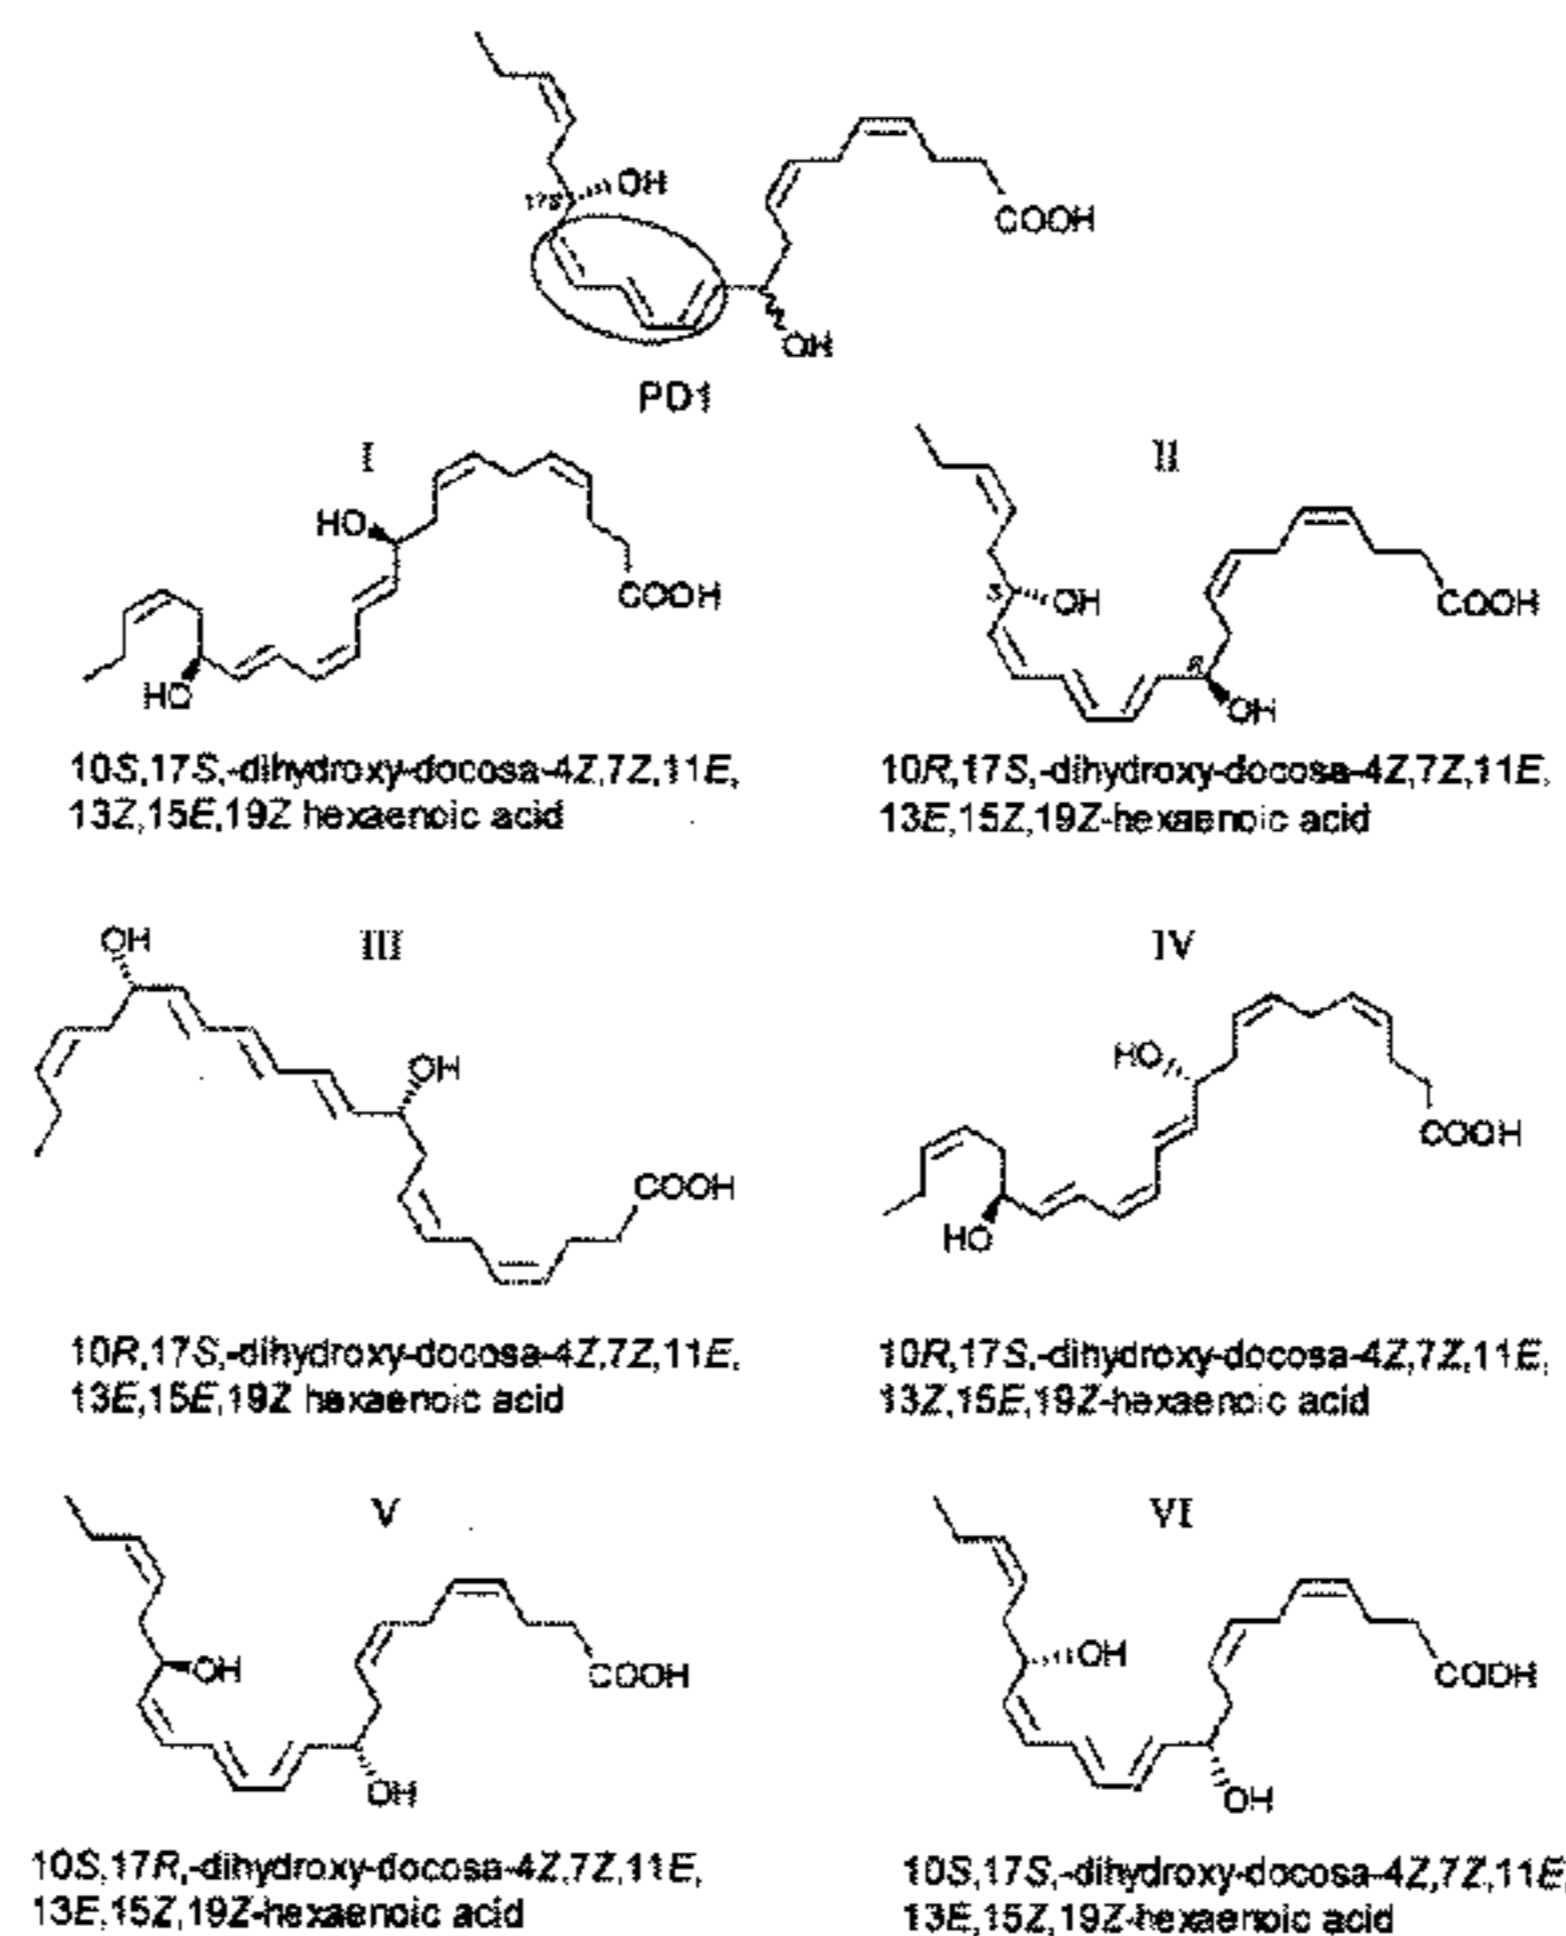 17S
OH
COOH
OH
PD1
I
HO
COOH
HO
10S,17S,-dihydroxy-docosa-4Z,7Z,11E,
13Z,15E,19Z hexaenoic acid
II
S
OH
COOH
R
OH
10R,17S,-dihydroxy-docosa-4Z,7Z,11E,
13E,15Z,19Z-hexaenoic acid
III
OH
OH
COOH
10R,17S,-dihydroxy-docosa-4Z,7Z,11E,
13E,15E,19Z hexaenoic acid
IV
HO
COOH
HO
10R,17S,-dihydroxy-docosa-4Z,7Z,11E,
13Z,15E,19Z-hexaenoic acid
V
OH
COOH
OH
10S,17R,-dihydroxy-docosa-4Z,7Z,11E,
13E,15Z,19Z-hexaenoic acid
VI
OH
COOH
OH
10S,17S,-dihydroxy-docosa-4Z,7Z,11E,
13E,15Z,19Z-hexaenoic acid